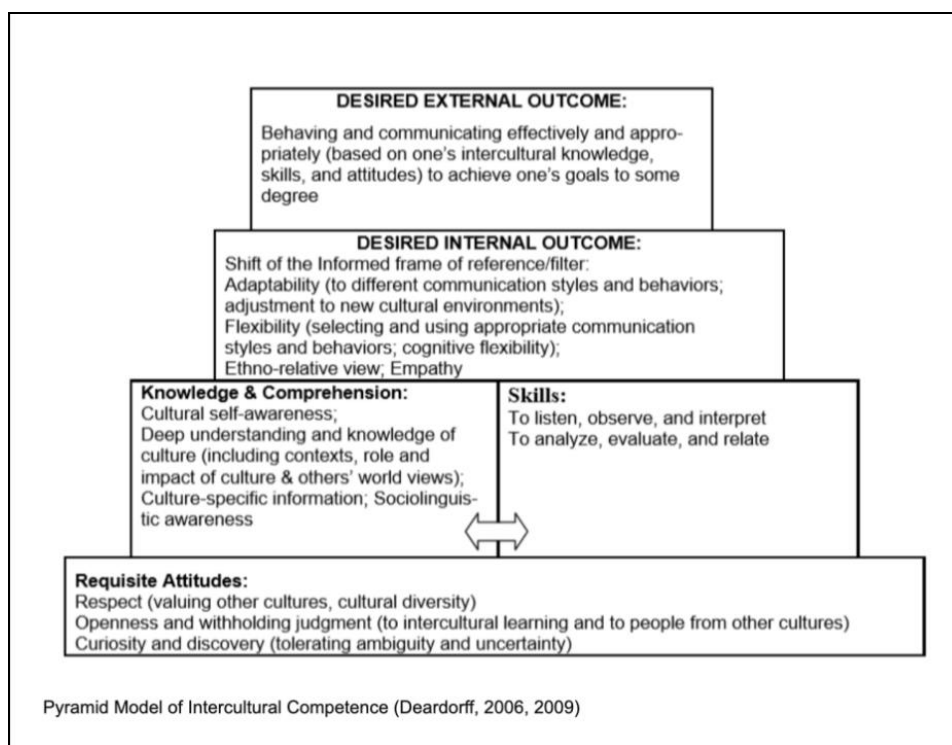 DESIRED EXTERNAL OUTCOME:
Behaving and communicating effectively and appro-
priately (based on one's intercultural knowledge,
skills, and attitudes) to achieve one's goals to some
degree
DESIRED INTERNAL OUTCOME:
Shift of the Informed frame of reference/filter:
Adaptability (to different communication styles and behaviors;
adjustment to new cultural environments);
Flexibility (selecting and using appropriate communication
styles and behaviors; cognitive flexibility);
Ethno-relative view; Empathy
Knowledge & Comprehension:
Cultural self-awareness;
Deep understanding and knowledge of
culture (including contexts, role and
impact of culture & others' world views);
Culture-specific information; Sociolinguis-
tic awareness
Skills:
To listen, observe, and interpret
To analyze, evaluate, and relate
Requisite Attitudes:
Respect (valuing other cultures, cultural diversity)
Openness and withholding judgment (to intercultural learning and to people from other cultures)
Curiosity and discovery (tolerating ambiguity and uncertainty)
Pyramid Model of Intercultural Competence (Deardorff, 2006, 2009)